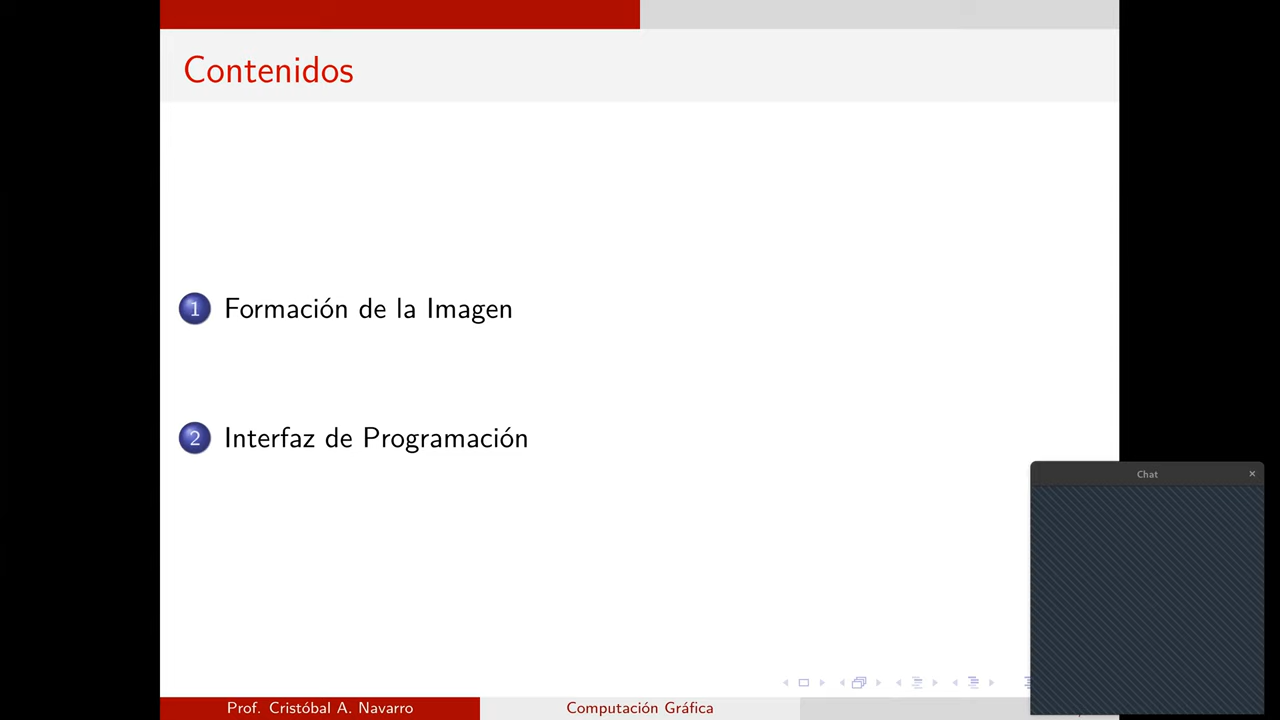 Contenidos
1 Formación de la Imagen
2 Interfaz de Programación
Chat ×
Prof. Cristóbal A. Navarro
Computación Gráfica